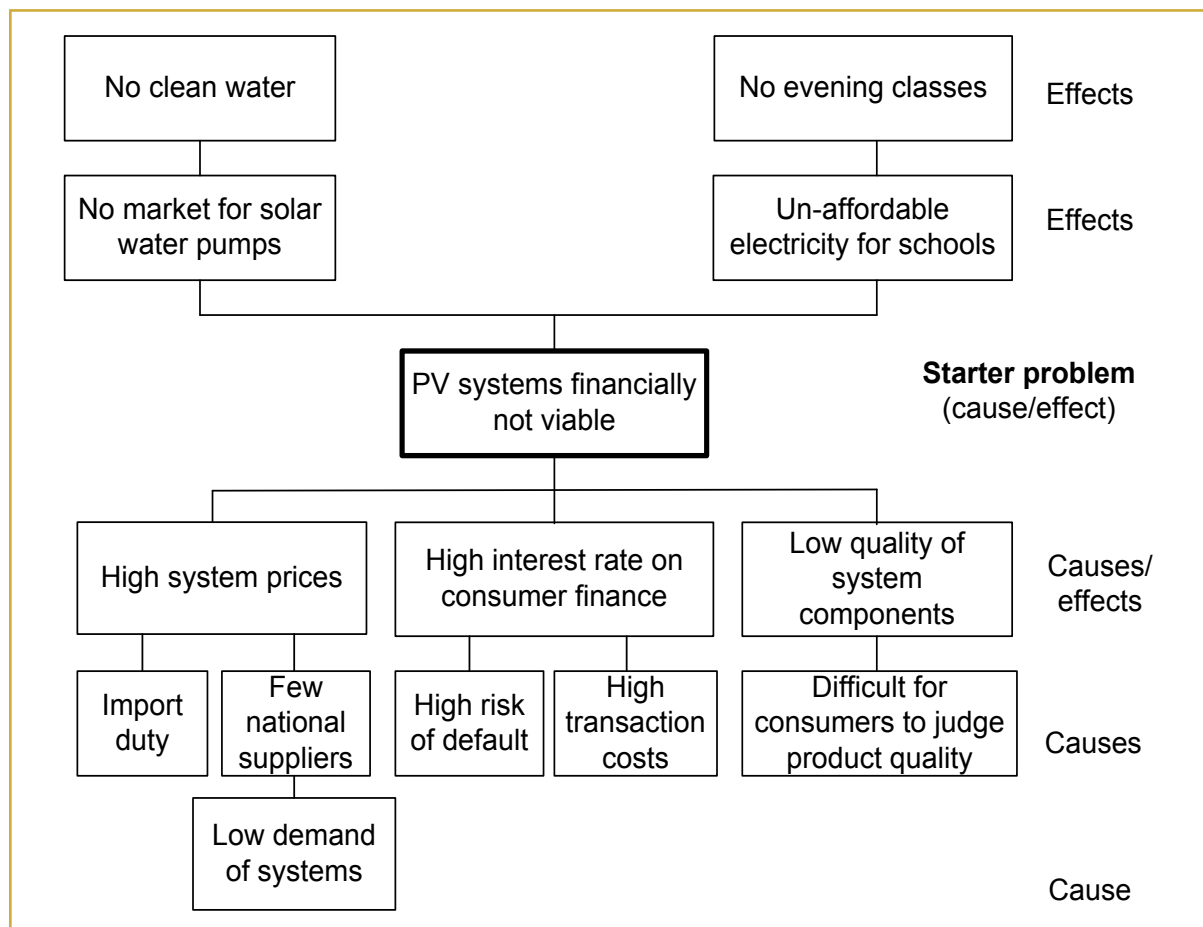 No clean water
No evening classes
Effects
No market for solar
water pumps
Un-affordable
electricity for schools
Effects
PV systems financially
not viable
Starter problem
(cause/effect)
High system prices
High interest rate on
consumer finance
Low quality of
system
components
Causes/
effects
Import
duty
Few
national
suppliers
High risk
of default
High
transaction
costs
Difficult for
consumers to judge
product quality
Causes
Low demand
of systems
Cause